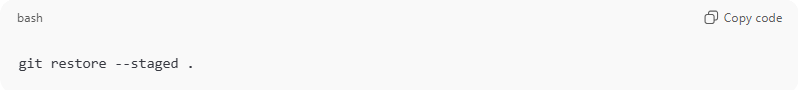 bash
Copy code
git restore --staged .